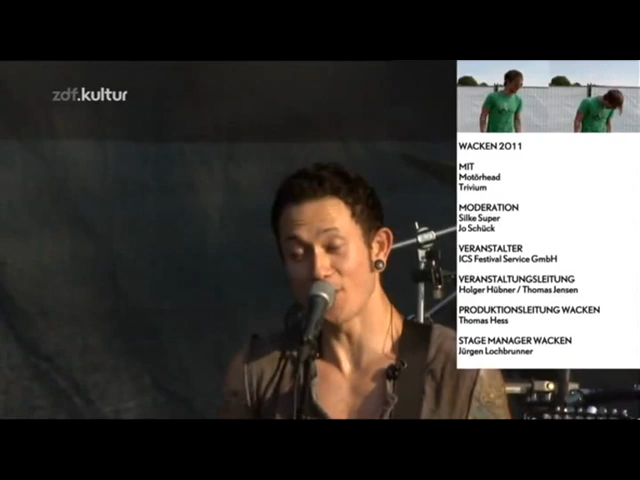 zdf.kultur
WACKEN 2011
MIT
Motörhead
Trivium
MODERATION
Silke Super
Jo Schück
VERANSTALTER
ICS Festival Service GmbH
VERANSTALTUNGSLEITUNG
Holger Hübner / Thomas Jensen
PRODUKTIONSLEITUNG WACKEN
Thomas Hess
STAGE MANAGER WACKEN
Jürgen Lochbrunner